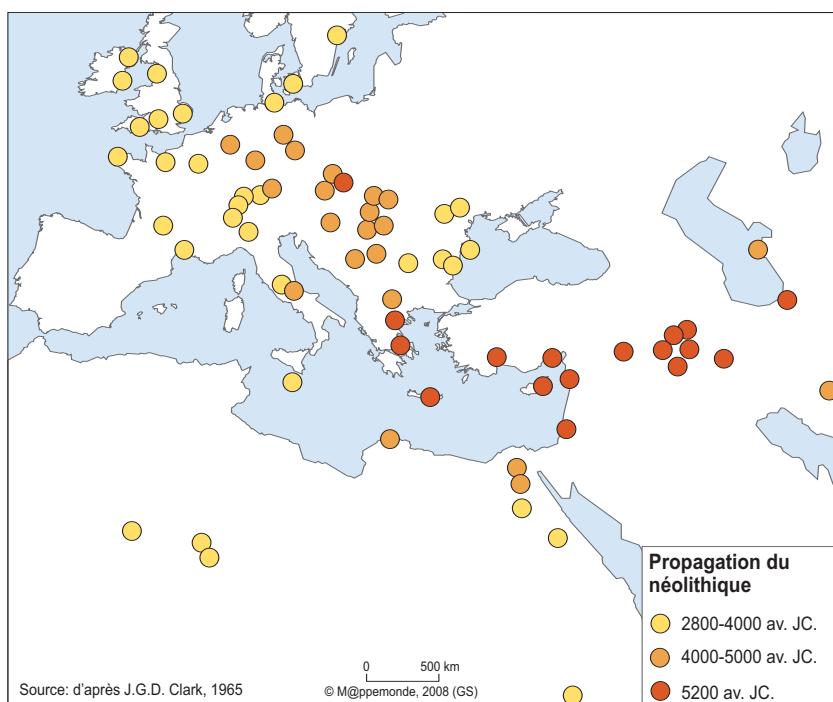 Propagation du
néolithique
2800-4000 av. JC.
4000-5000 av. JC.
5200 av. JC.
0 500 km
Source: d'après J.G.D. Clark, 1965
© M@ppemonde, 2008 (GS)